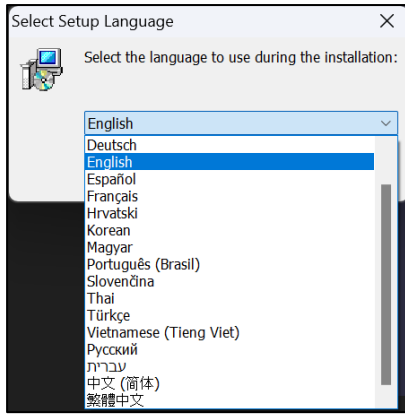 Select Setup Language
Select the language to use during the installation:
English
Deutsch
English
Español
Français
Hrvatski
Korean
Magyar
Português (Brasil)
Slovenčina
Thai
Türkçe
Vietnamese (Tieng Viet)
Русский
עברית
中文 (简体)
繁體中文